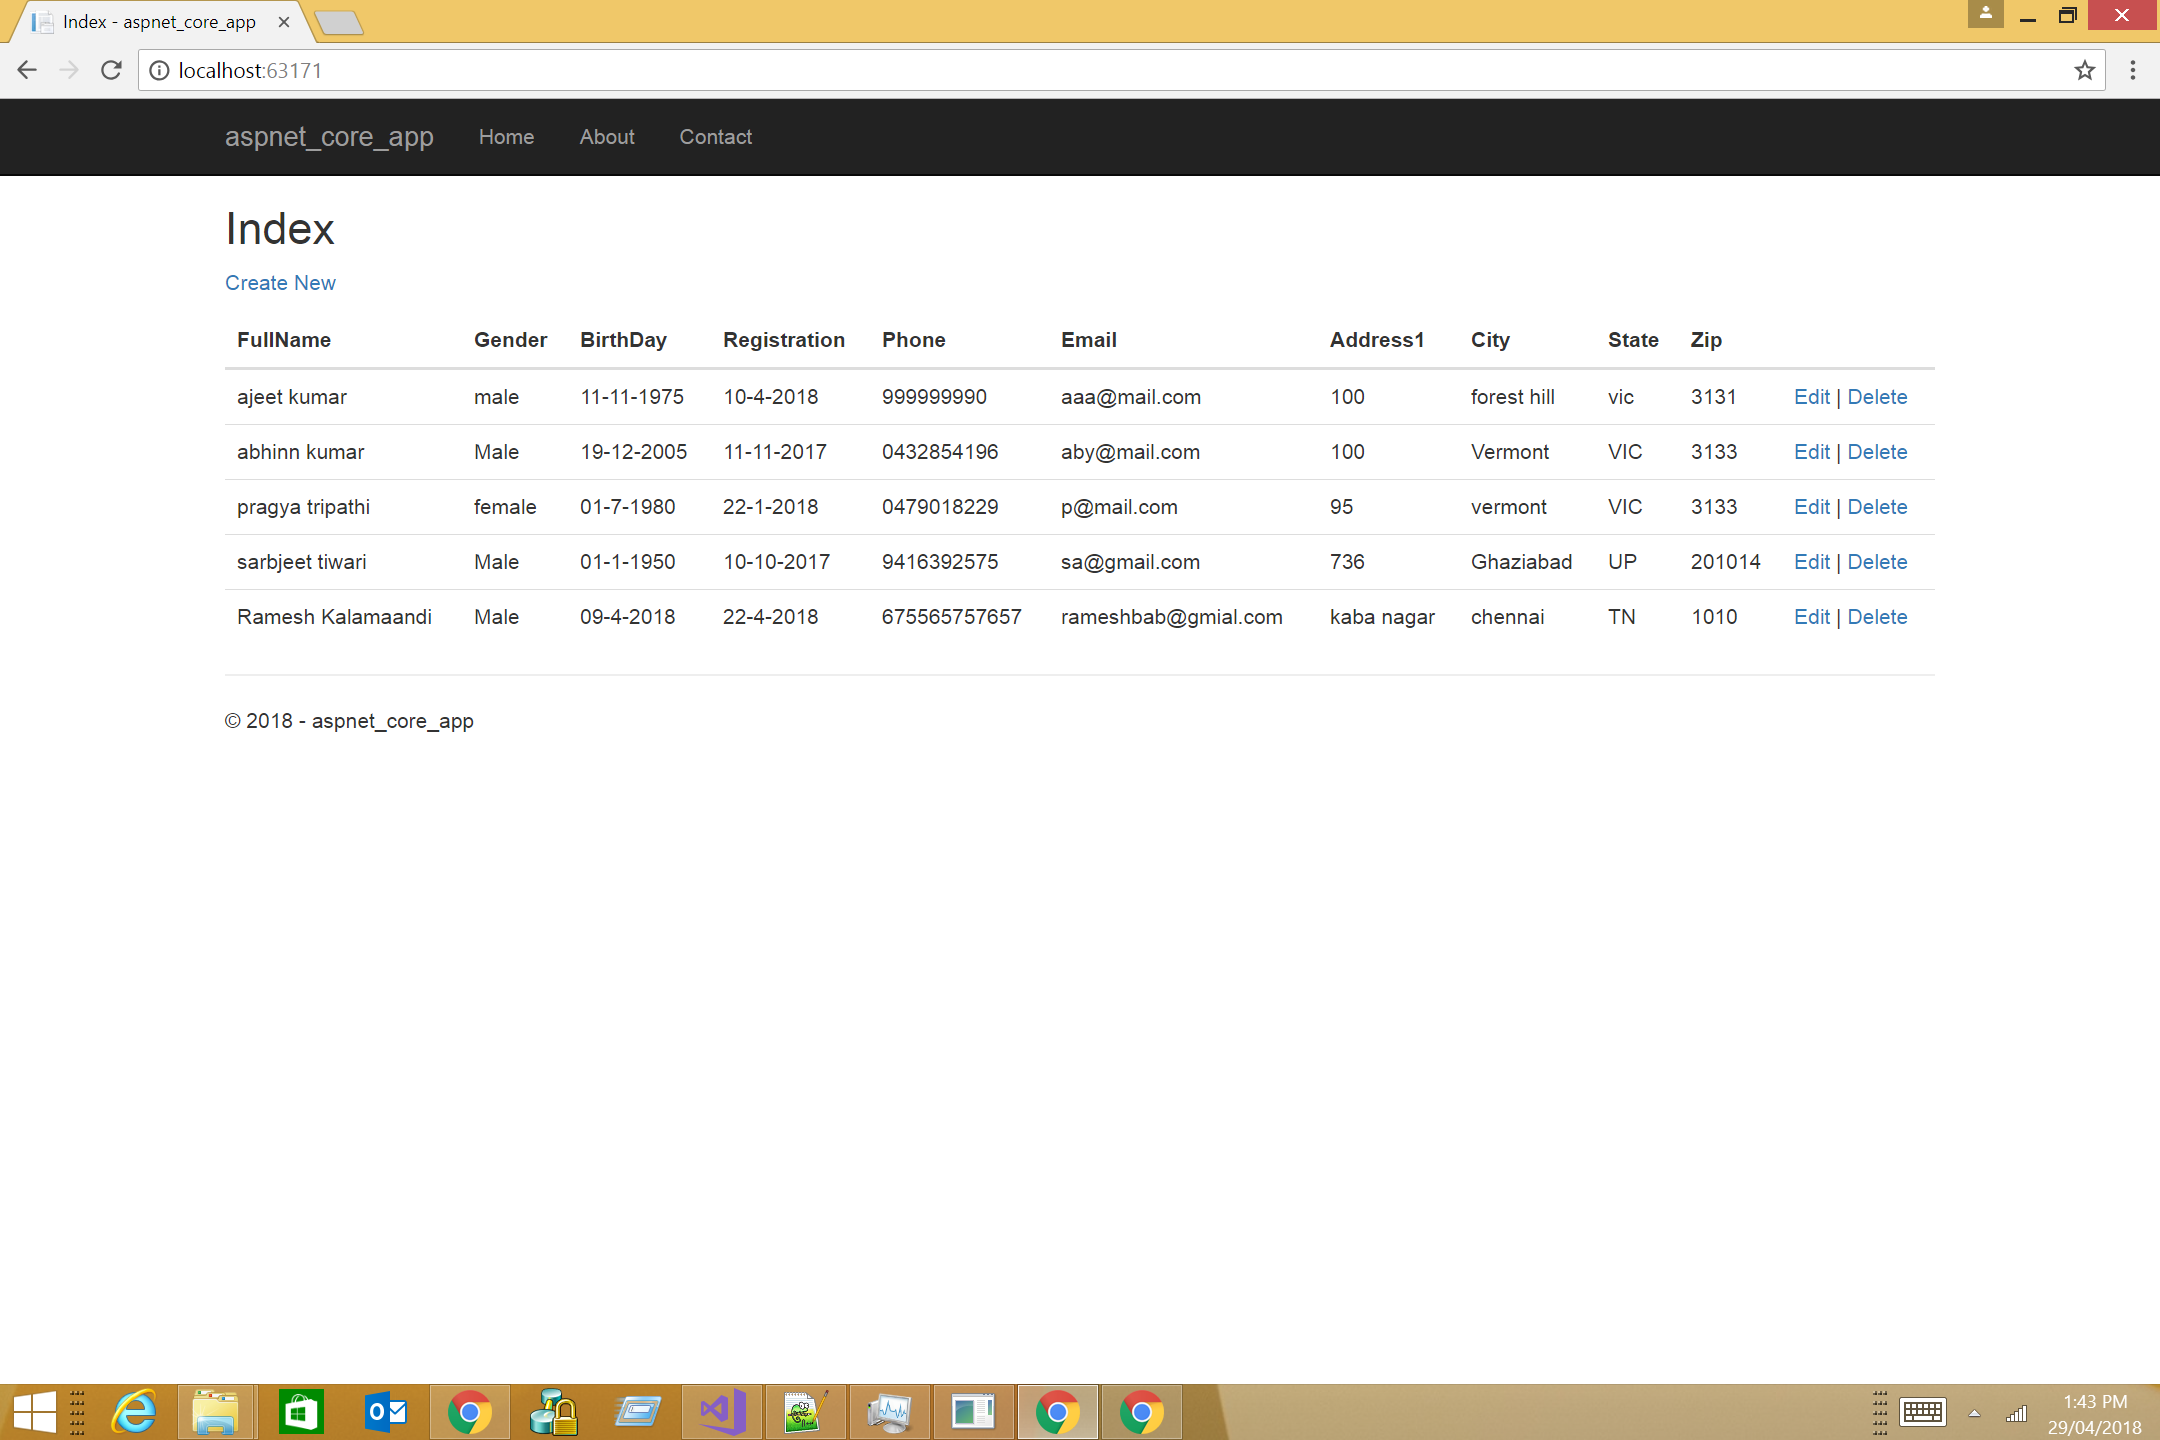 Index - aspnet_core_app
localhost:63171
aspnet_core_app Home About Contact
Index
Create New
FullName Gender BirthDay Registration Phone Email Address1 City State Zip
ajeet kumar male 11-11-1975 10-4-2018 999999990 aaa@mail.com 100 forest hill vic 3131 Edit | Delete
abhinn kumar Male 19-12-2005 11-11-2017 0432854196 aby@mail.com 100 Vermont VIC 3133 Edit | Delete
pragya tripathi female 01-7-1980 22-1-2018 0479018229 p@mail.com 95 vermont VIC 3133 Edit | Delete
sarbjeet tiwari Male 01-1-1950 10-10-2017 9416392575 sa@gmail.com 736 Ghaziabad UP 201014 Edit | Delete
Ramesh Kalamaandi Male 09-4-2018 22-4-2018 675565757657 rameshbab@gmial.com kaba nagar chennai TN 1010 Edit | Delete
© 2018 - aspnet_core_app
1:43 PM
29/04/2018